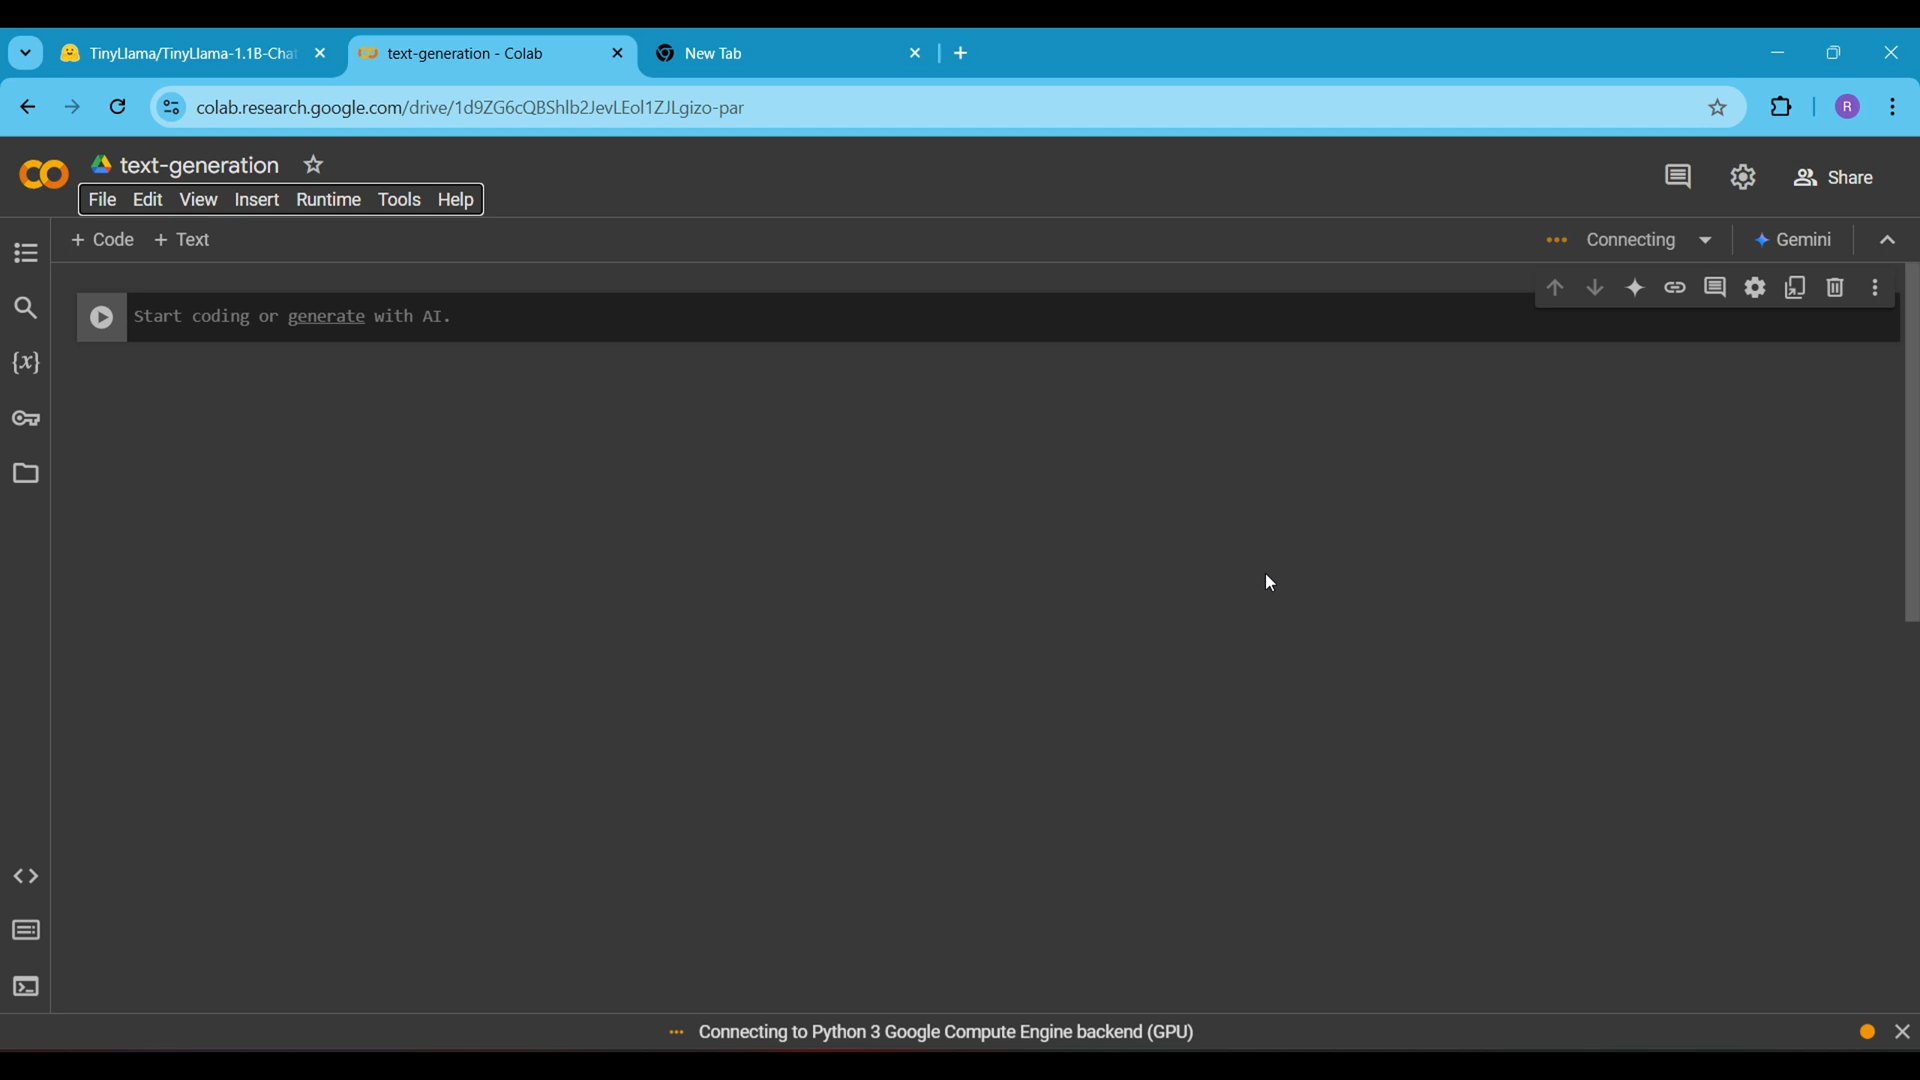 TinyLlama/TinyLlama-1.1B-Chat
text-generation - Colab
New Tab
colab.research.google.com/drive/1d9ZG6cQBShlb2JevLEol1ZJLgizo-par
R
text-generation
File Edit View Insert Runtime Tools Help
Share
+ Code + Text
Connecting
Gemini
Start coding or generate with AI.
{x}
Connecting to Python 3 Google Compute Engine backend (GPU)